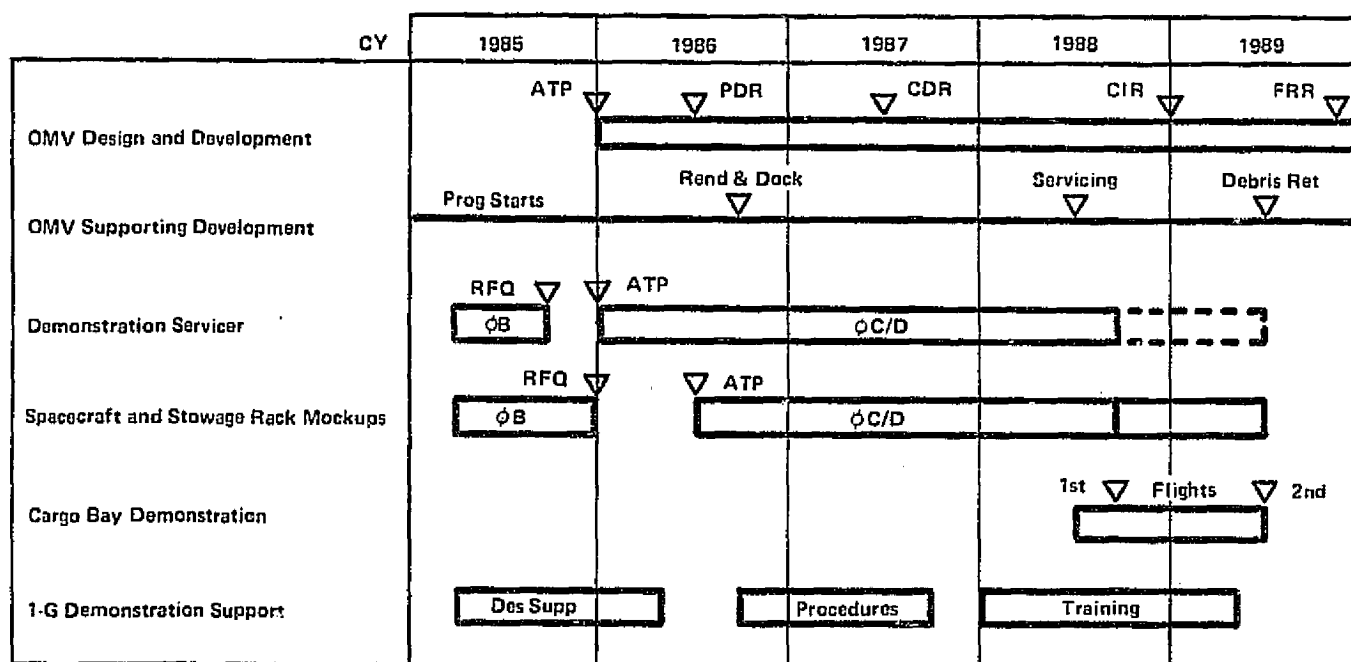 CY 1985 1986 1987 1988 1989
ATP PDR CDR CIR FRR
OMV Design and Development
Rend & Dock Servicing Debris Ret
Prog Starts
OMV Supporting Development
RFQ ATP
Demonstration Servicer ϕB ϕC/D
RFQ ATP
Spacecraft and Stowage Rack Mockups ϕB ϕC/D
1st Flights 2nd
Cargo Bay Demonstration
1-G Demonstration Support Des Supp Procedures Training